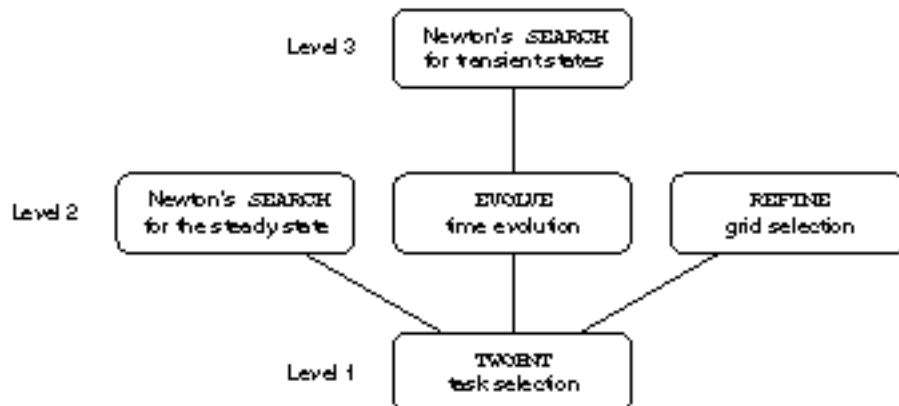 Level 3
Newton's SEARCH
for transient states
Level 2
Newton's SEARCH
for the steady state
EVOLVE
time evolution
REFINE
grid selection
Level 1
TWOPNT
task selection